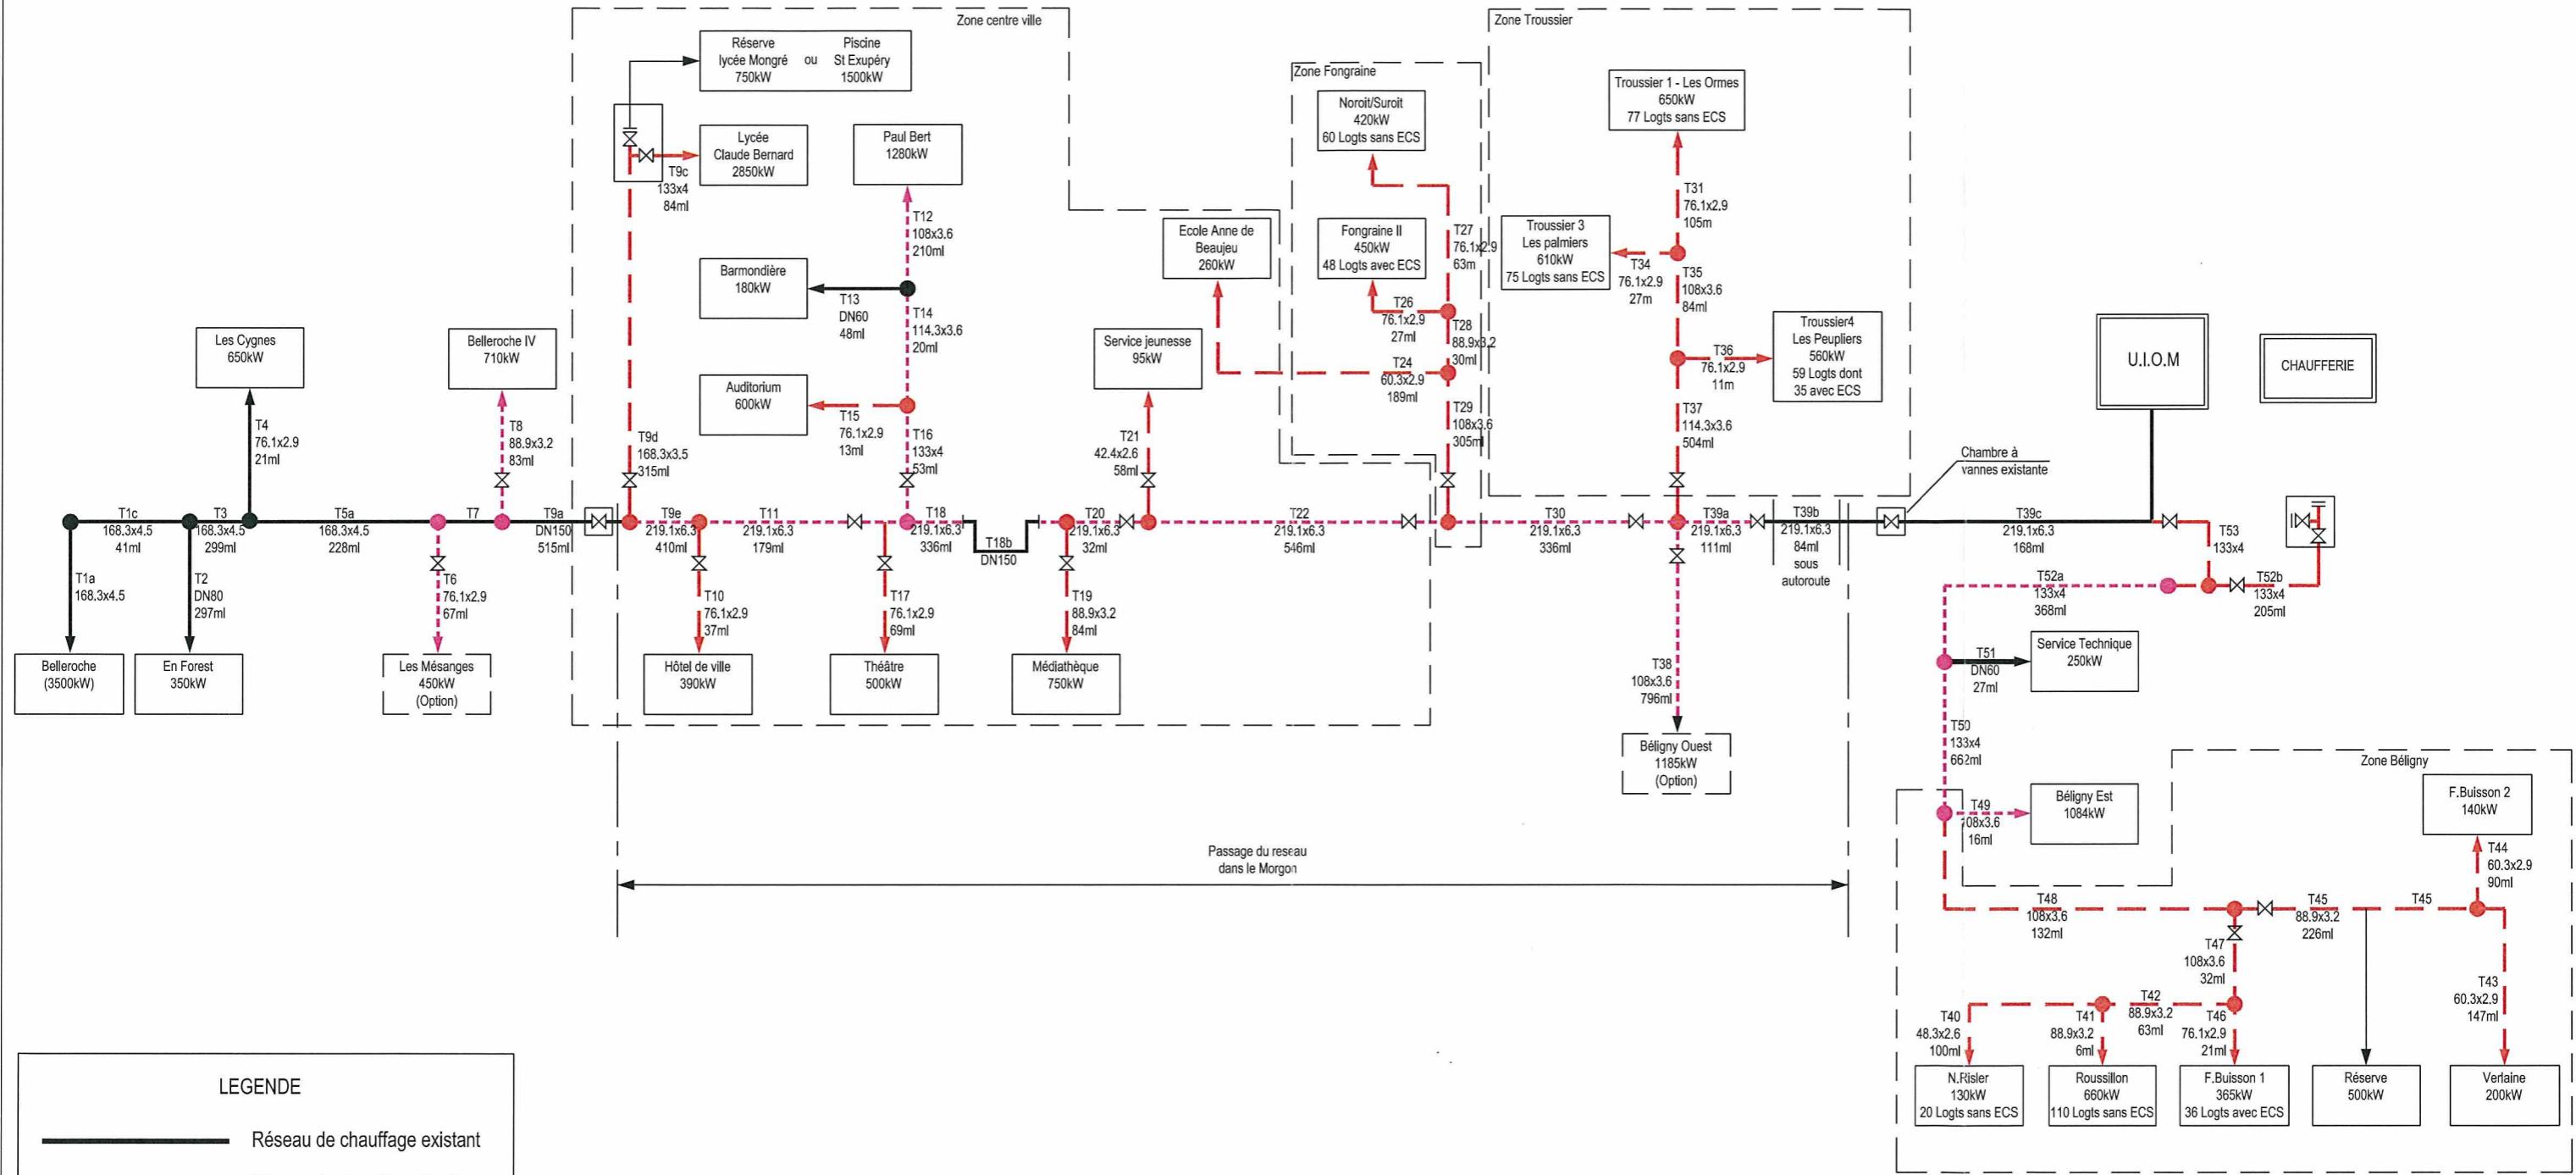 Zone centre ville
Réserve
lycée Mongré
750kW
ou
Piscine
St Exupéry
1500kW
Lycée
Claude Bernard
2850kW
T9c
133x4
84ml
Paul Bert
1280kW
T12
108x3.6
210ml
Barmondière
180kW
T13
DN60
48ml
T14
114.3x3.6
20ml
Auditorium
600kW
T15
76.1x2.9
13ml
T16
133x4
53ml
T9d
168.3x3.5
315ml
Les Cygnes
650kW
T4
76.1x2.9
21ml
Belleroche IV
710kW
T8
88.9x3.2
83ml
Ecole Anne de
Beaujeu
260kW
Service jeunesse
95kW
T21
42.4x2.6
58ml
Zone Fongraine
Noroit/Suroit
420kW
60 Logts sans ECS
Fongraine II
450kW
48 Logts avec ECS
T27
76.1x2.9
63m
T26
76.1x2.9
27ml
T28
88.9x3.2
30ml
T24
60.3x2.9
189ml
T29
108x3.6
305ml
Zone Troussier
Troussier 1 - Les Ormes
650kW
77 Logts sans ECS
T31
76.1x2.9
105m
Troussier 3
Les palmiers
610kW
75 Logts sans ECS
T34
76.1x2.9
27m
T35
108x3.6
84ml
Troussier4
Les Peupliers
560kW
59 Logts dont
35 avec ECS
T36
76.1x2.9
11m
T37
114.3x3.6
504ml
U.I.O.M
CHAUFFERIE
Chambre à
vannes existante
T1c
168.3x4.5
41ml
T3
168.3x4.5
299ml
T5a
168.3x4.5
228ml
T7
T9a
DN150
515ml
T9e
219.1x6.3
410ml
T11
219.1x6.3
179ml
T18
219.1x6.3
336ml
T18b
DN150
T20
219.1x6.3
32ml
T22
219.1x6.3
546ml
T30
219.1x6.3
336ml
T39a
219.1x6.3
111ml
T39b
219.1x6.3
84ml
sous
autoroute
T39c
219.1x6.3
168ml
T53
133x4
T52a
133x4
368ml
T52b
133x4
205ml
T1a
168.3x4.5
T2
DN80
297ml
T6
76.1x2.9
67ml
T10
76.1x2.9
37ml
T17
76.1x2.9
69ml
T19
88.9x3.2
84ml
T38
108x3.6
796ml
Belleroche
(3500kW)
En Forest
350kW
Les Mésanges
450kW
(Option)
Hôtel de ville
390kW
Théâtre
500kW
Médiathèque
750kW
Béligny Ouest
1185kW
(Option)
T51
DN60
27ml
Service Technique
250kW
T50
133x4
662ml
T49
108x3.6
16ml
Béligny Est
1084kW
Zone Béligny
F.Buisson 2
140kW
T44
60.3x2.9
90ml
Passage du reseau
dans le Morgon
T48
108x3.6
132ml
T45
88.9x3.2
226ml
T45
T47
108x3.6
32ml
T43
60.3x2.9
147ml
T42
88.9x3.2
63ml
T40
48.3x2.6
100ml
T41
88.9x3.2
6ml
T46
76.1x2.9
21ml
N.Risler
130kW
20 Logts sans ECS
Roussillon
660kW
110 Logts sans ECS
F.Buisson 1
365kW
36 Logts avec ECS
Réserve
500kW
Verlaine
200kW
LEGENDE
Réseau de chauffage existant